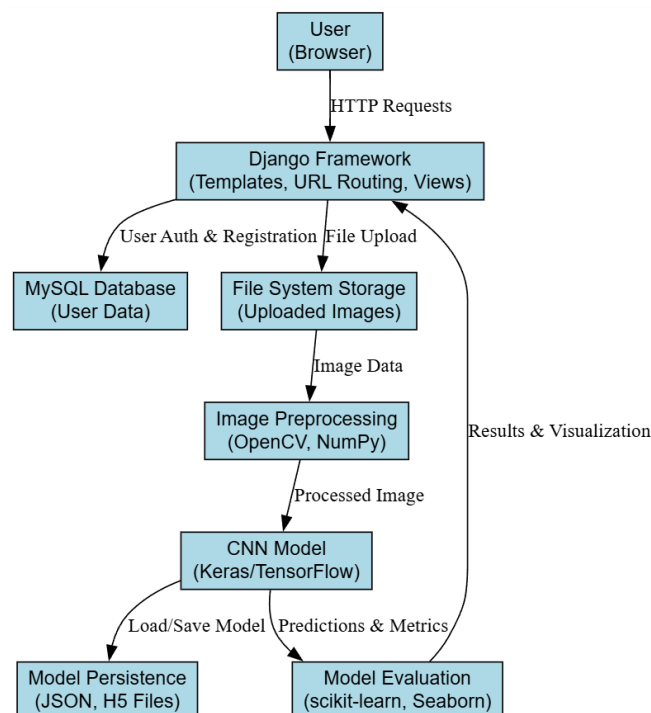 User
(Browser)
HTTP Requests
Django Framework
(Templates, URL Routing, Views)
User Auth & Registration
File Upload
MySQL Database
(User Data)
File System Storage
(Uploaded Images)
Image Data
Image Preprocessing
(OpenCV, NumPy)
Results & Visualization
Processed Image
CNN Model
(Keras/TensorFlow)
Load/Save Model
Predictions & Metrics
Model Persistence
(JSON, H5 Files)
Model Evaluation
(scikit-learn, Seaborn)